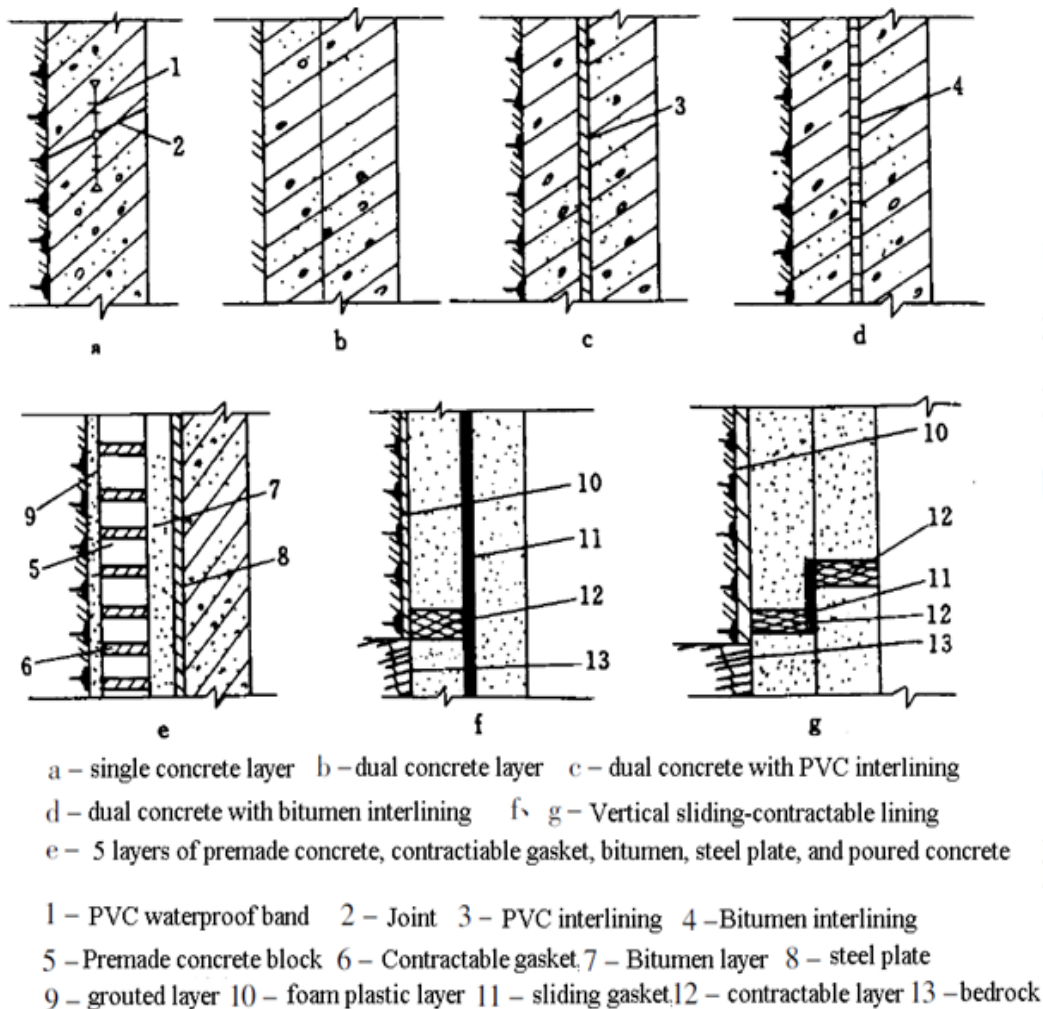 1
2
a
b
3
c
4
d
9
5
6
7
8
e
10
11
12
13
f
10
12
11
12
13
g
a – single concrete layer b – dual concrete layer c – dual concrete with PVC interlining
d – dual concrete with bitumen interlining f、g – Vertical sliding-contractable lining
e – 5 layers of premade concrete, contractiable gasket, bitumen, steel plate, and poured concrete
1 – PVC waterproof band 2 – Joint 3 – PVC interlining 4 –Bitumen interlining
5 –Premade concrete block 6 – Contractable gasket, 7 – Bitumen layer 8 – steel plate
9 – grouted layer 10 – foam plastic layer 11 – sliding gasket, 12 – contractable layer 13 –bedrock